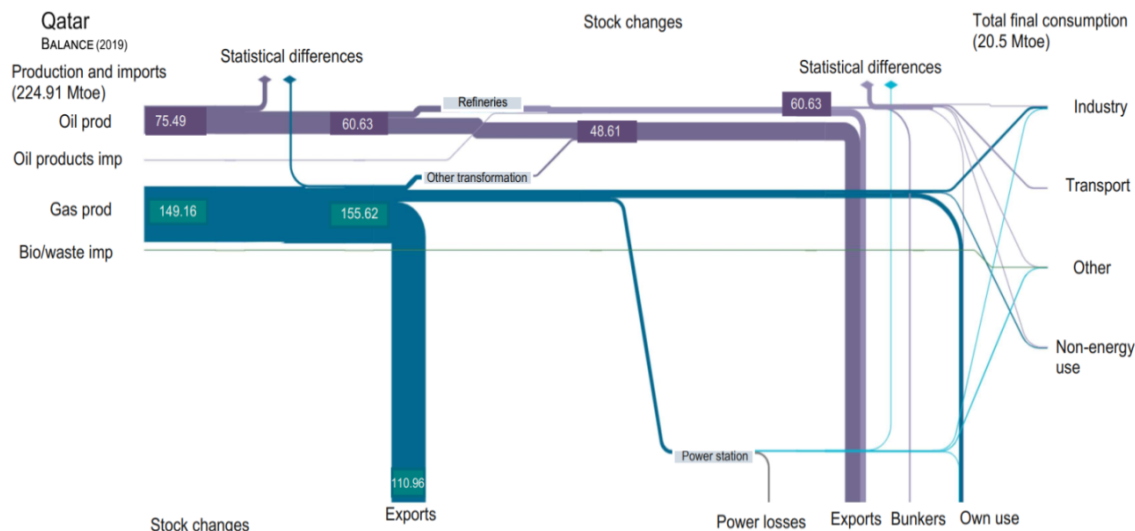 Qatar
BALANCE (2019)
Stock changes
Total final consumption
(20.5 Mtoe)
Statistical differences
Statistical differences
Production and imports
(224.91 Mtoe)
Refineries
60.63
Industry
Oil prod
75.49
60.63
48.61
Oil products imp
Other transformation
Transport
Gas prod
149.16
155.62
Bio/waste imp
Other
Non-energy
use
Power station
110.96
Stock changes
Exports
Power losses
Exports
Bunkers
Own use